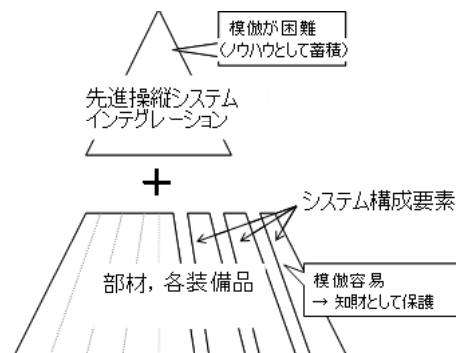 模倣が困難
(ノウハウとして蓄積)
先進操縦システム
インテグレーション
+
システム構成要素
部材，各装備品
模倣容易
→ 知財として保護